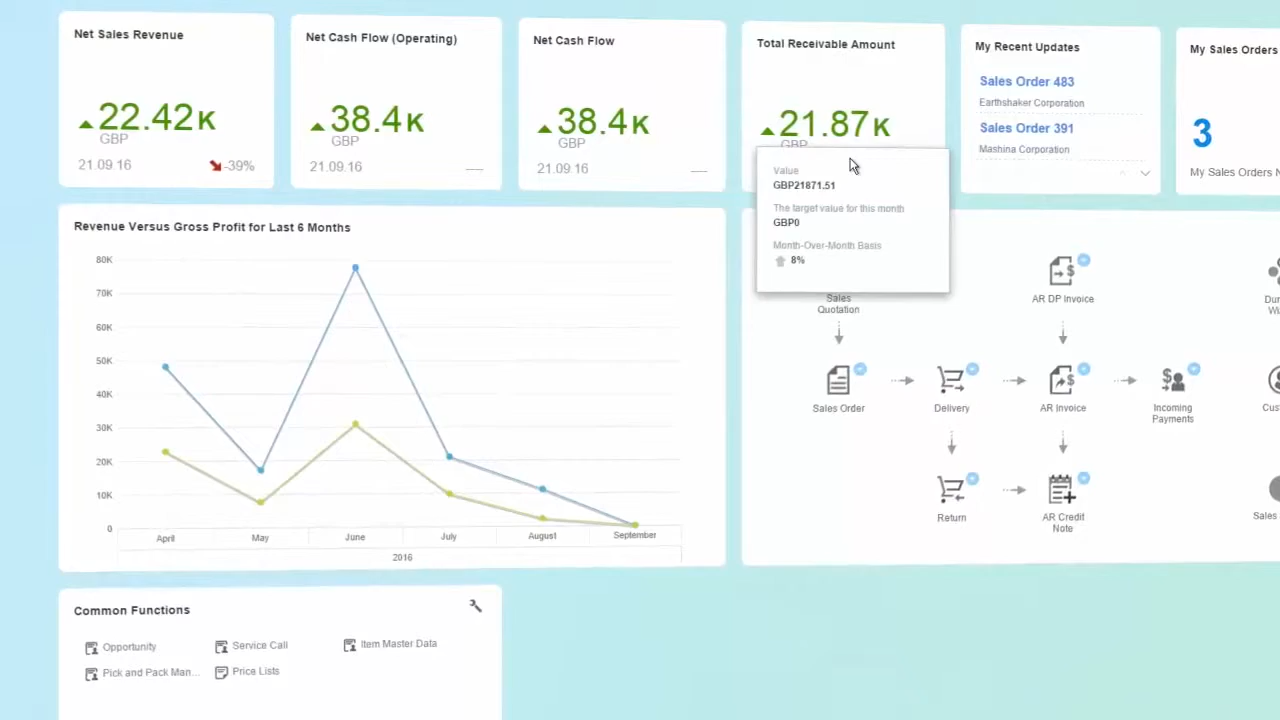 Net Sales Revenue
22.42K
GBP
21.09.16
-39%
Net Cash Flow (Operating)
38.4K
GBP
21.09.16
Net Cash Flow
38.4K
GBP
21.09.16
Total Receivable Amount
21.87K
GBP
Value
GBP21871.51
The target value for this month
GBP0
Month-Over-Month Basis
8%
My Recent Updates
Sales Order 483
Earthshaker Corporation
Sales Order 391
Mashina Corporation
My Sales Orders
3
My Sales Orders
Revenue Versus Gross Profit for Last 6 Months
80K
70K
60K
50K
40K
30K
20K
10K
0
April May June July August September
2016
Sales
Quotation
AR DP Invoice
Sales Order
Delivery
AR Invoice
Incoming
Payments
Return
AR Credit
Note
Sales
Common Functions
Opportunity
Service Call
Item Master Data
Pick and Pack Man...
Price Lists